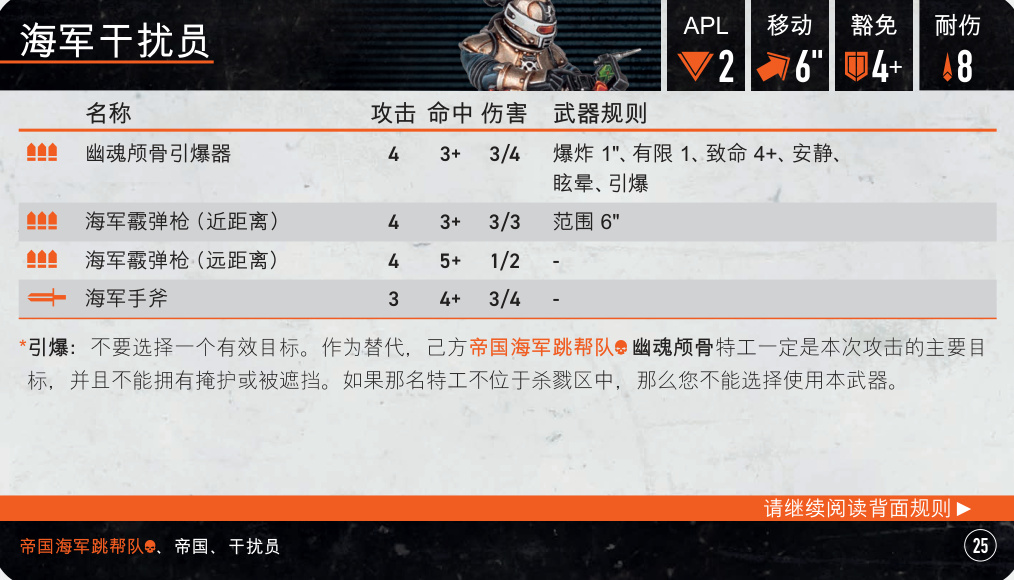 海军干扰员
APL 移动 豁免 耐伤
2 6" 4+ 8
名称 攻击 命中 伤害 武器规则
幽魂颅骨引爆器 4 3+ 3/4 爆炸 1"、有限 1、致命 4+、安静、
眩晕、引爆
海军霰弹枪（近距离） 4 3+ 3/3 范围 6"
海军霰弹枪（远距离） 4 5+ 1/2 -
海军手斧 3 4+ 3/4 -
*引爆：不要选择一个有效目标。作为替代，己方帝国海军跳帮队幽魂颅骨特工一定是本次攻击的主要目
标，并且不能拥有掩护或被遮挡。如果那名特工不位于杀戮区中，那么您不能选择使用本武器。
请继续阅读背面规则▶
帝国海军跳帮队、帝国、干扰员
25